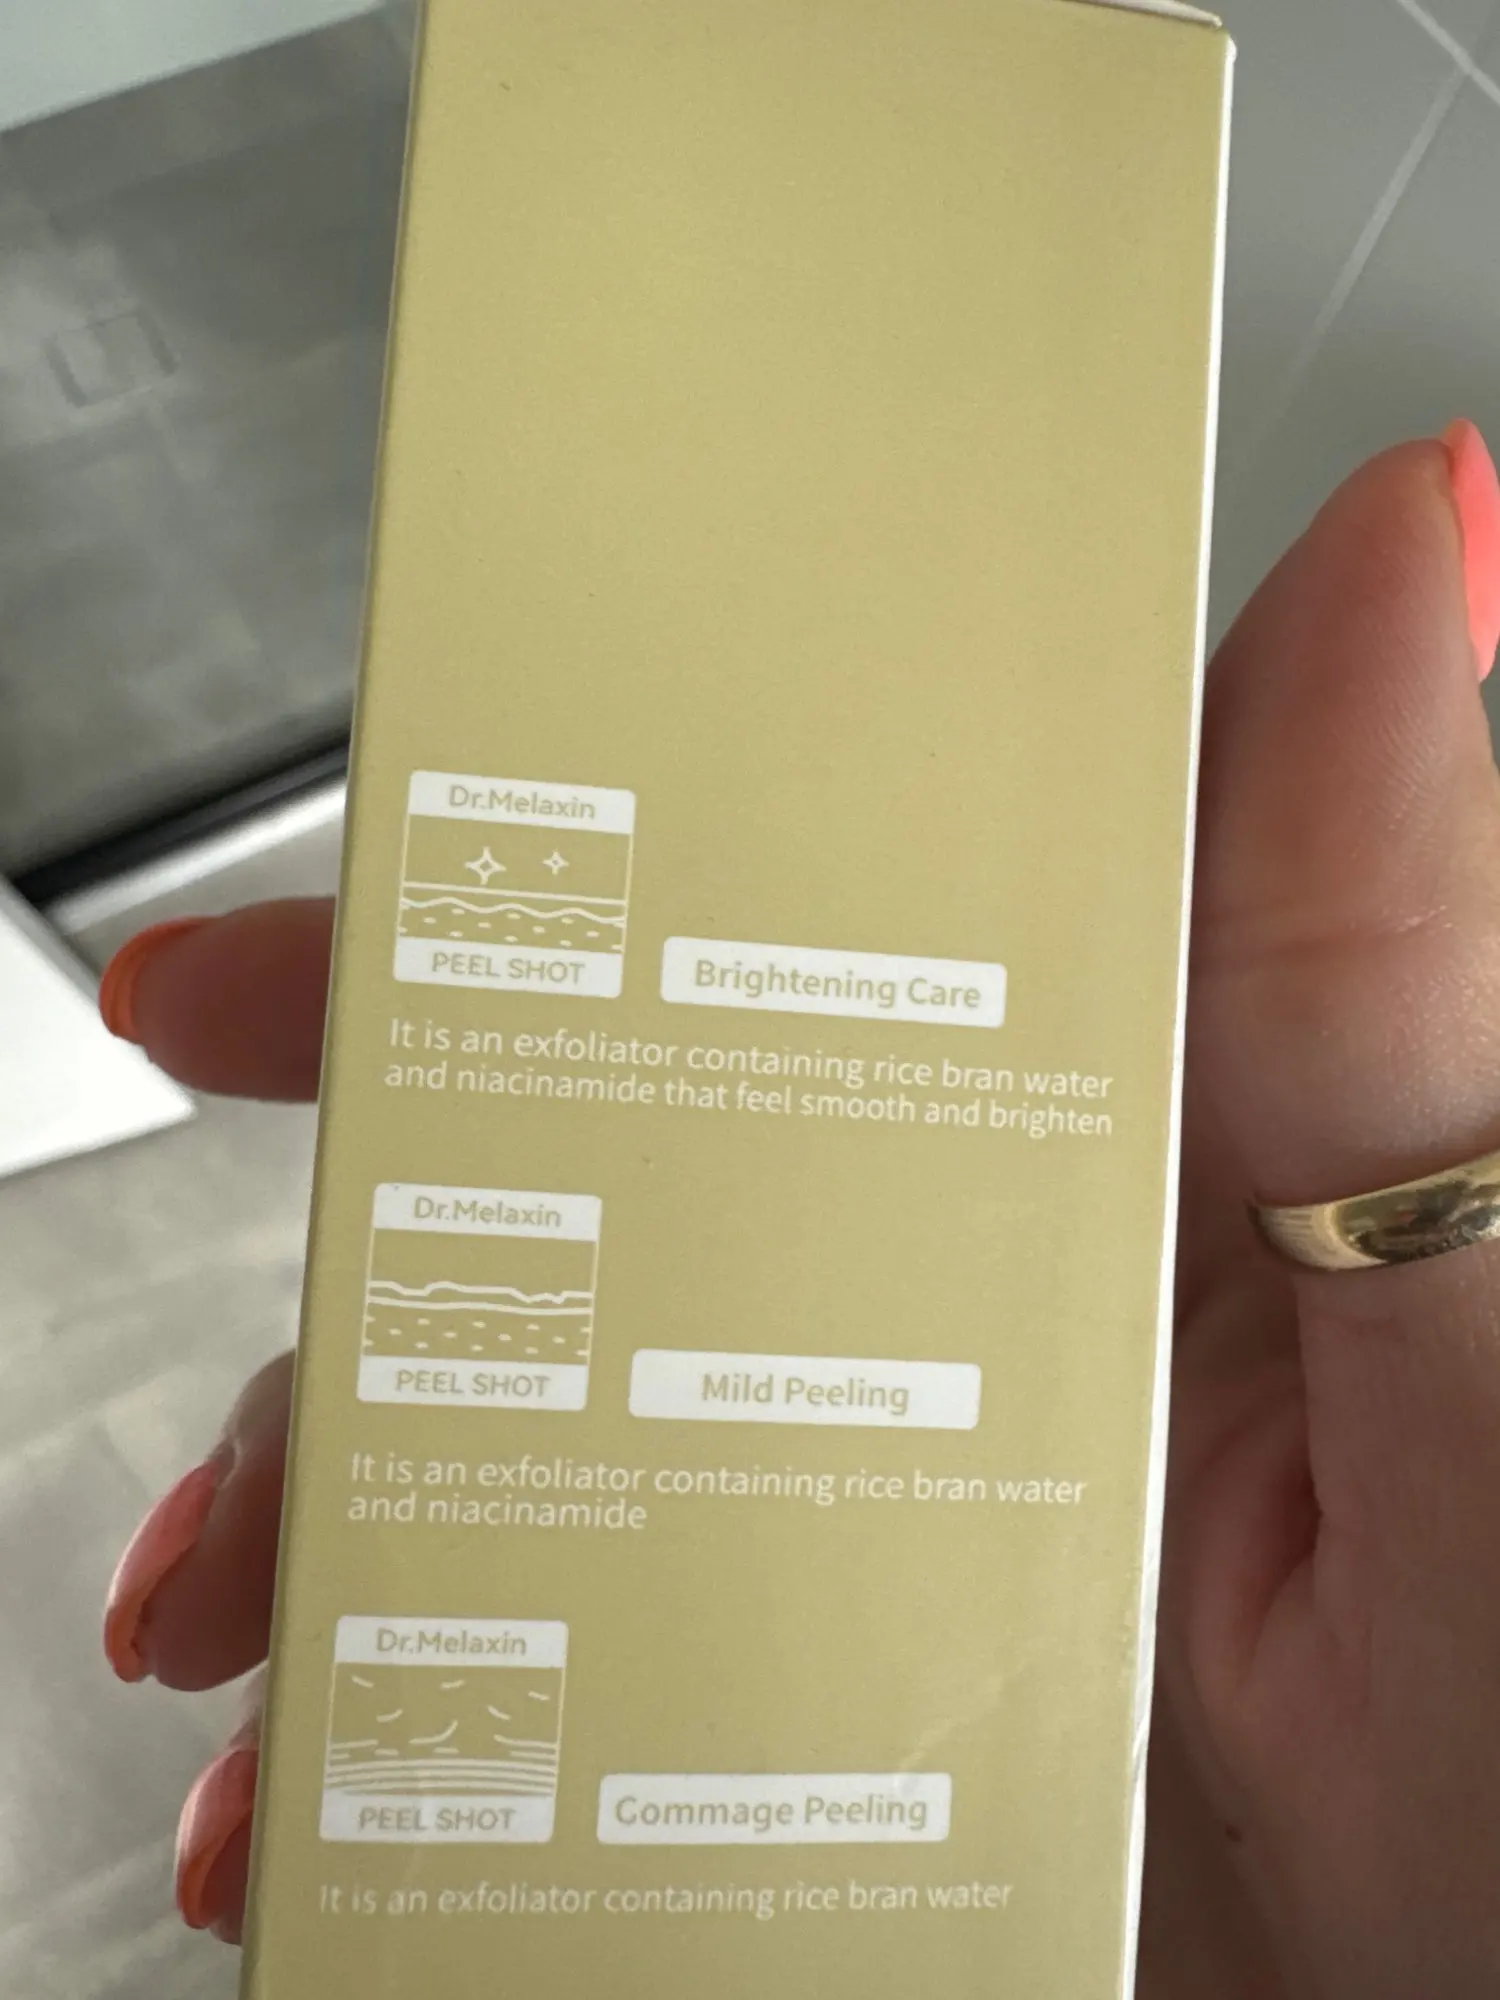 Dr.Melaxin
PEEL SHOT
Brightening Care
It is an exfoliator containing rice bran water
and niacinamide that feel smooth and brighten
Dr.Melaxin
PEEL SHOT
Mild Peeling
It is an exfoliator containing rice bran water
and niacinamide
Dr.Melaxin
PEEL SHOT
Gommage Peeling
It is an exfoliator containing rice bran water